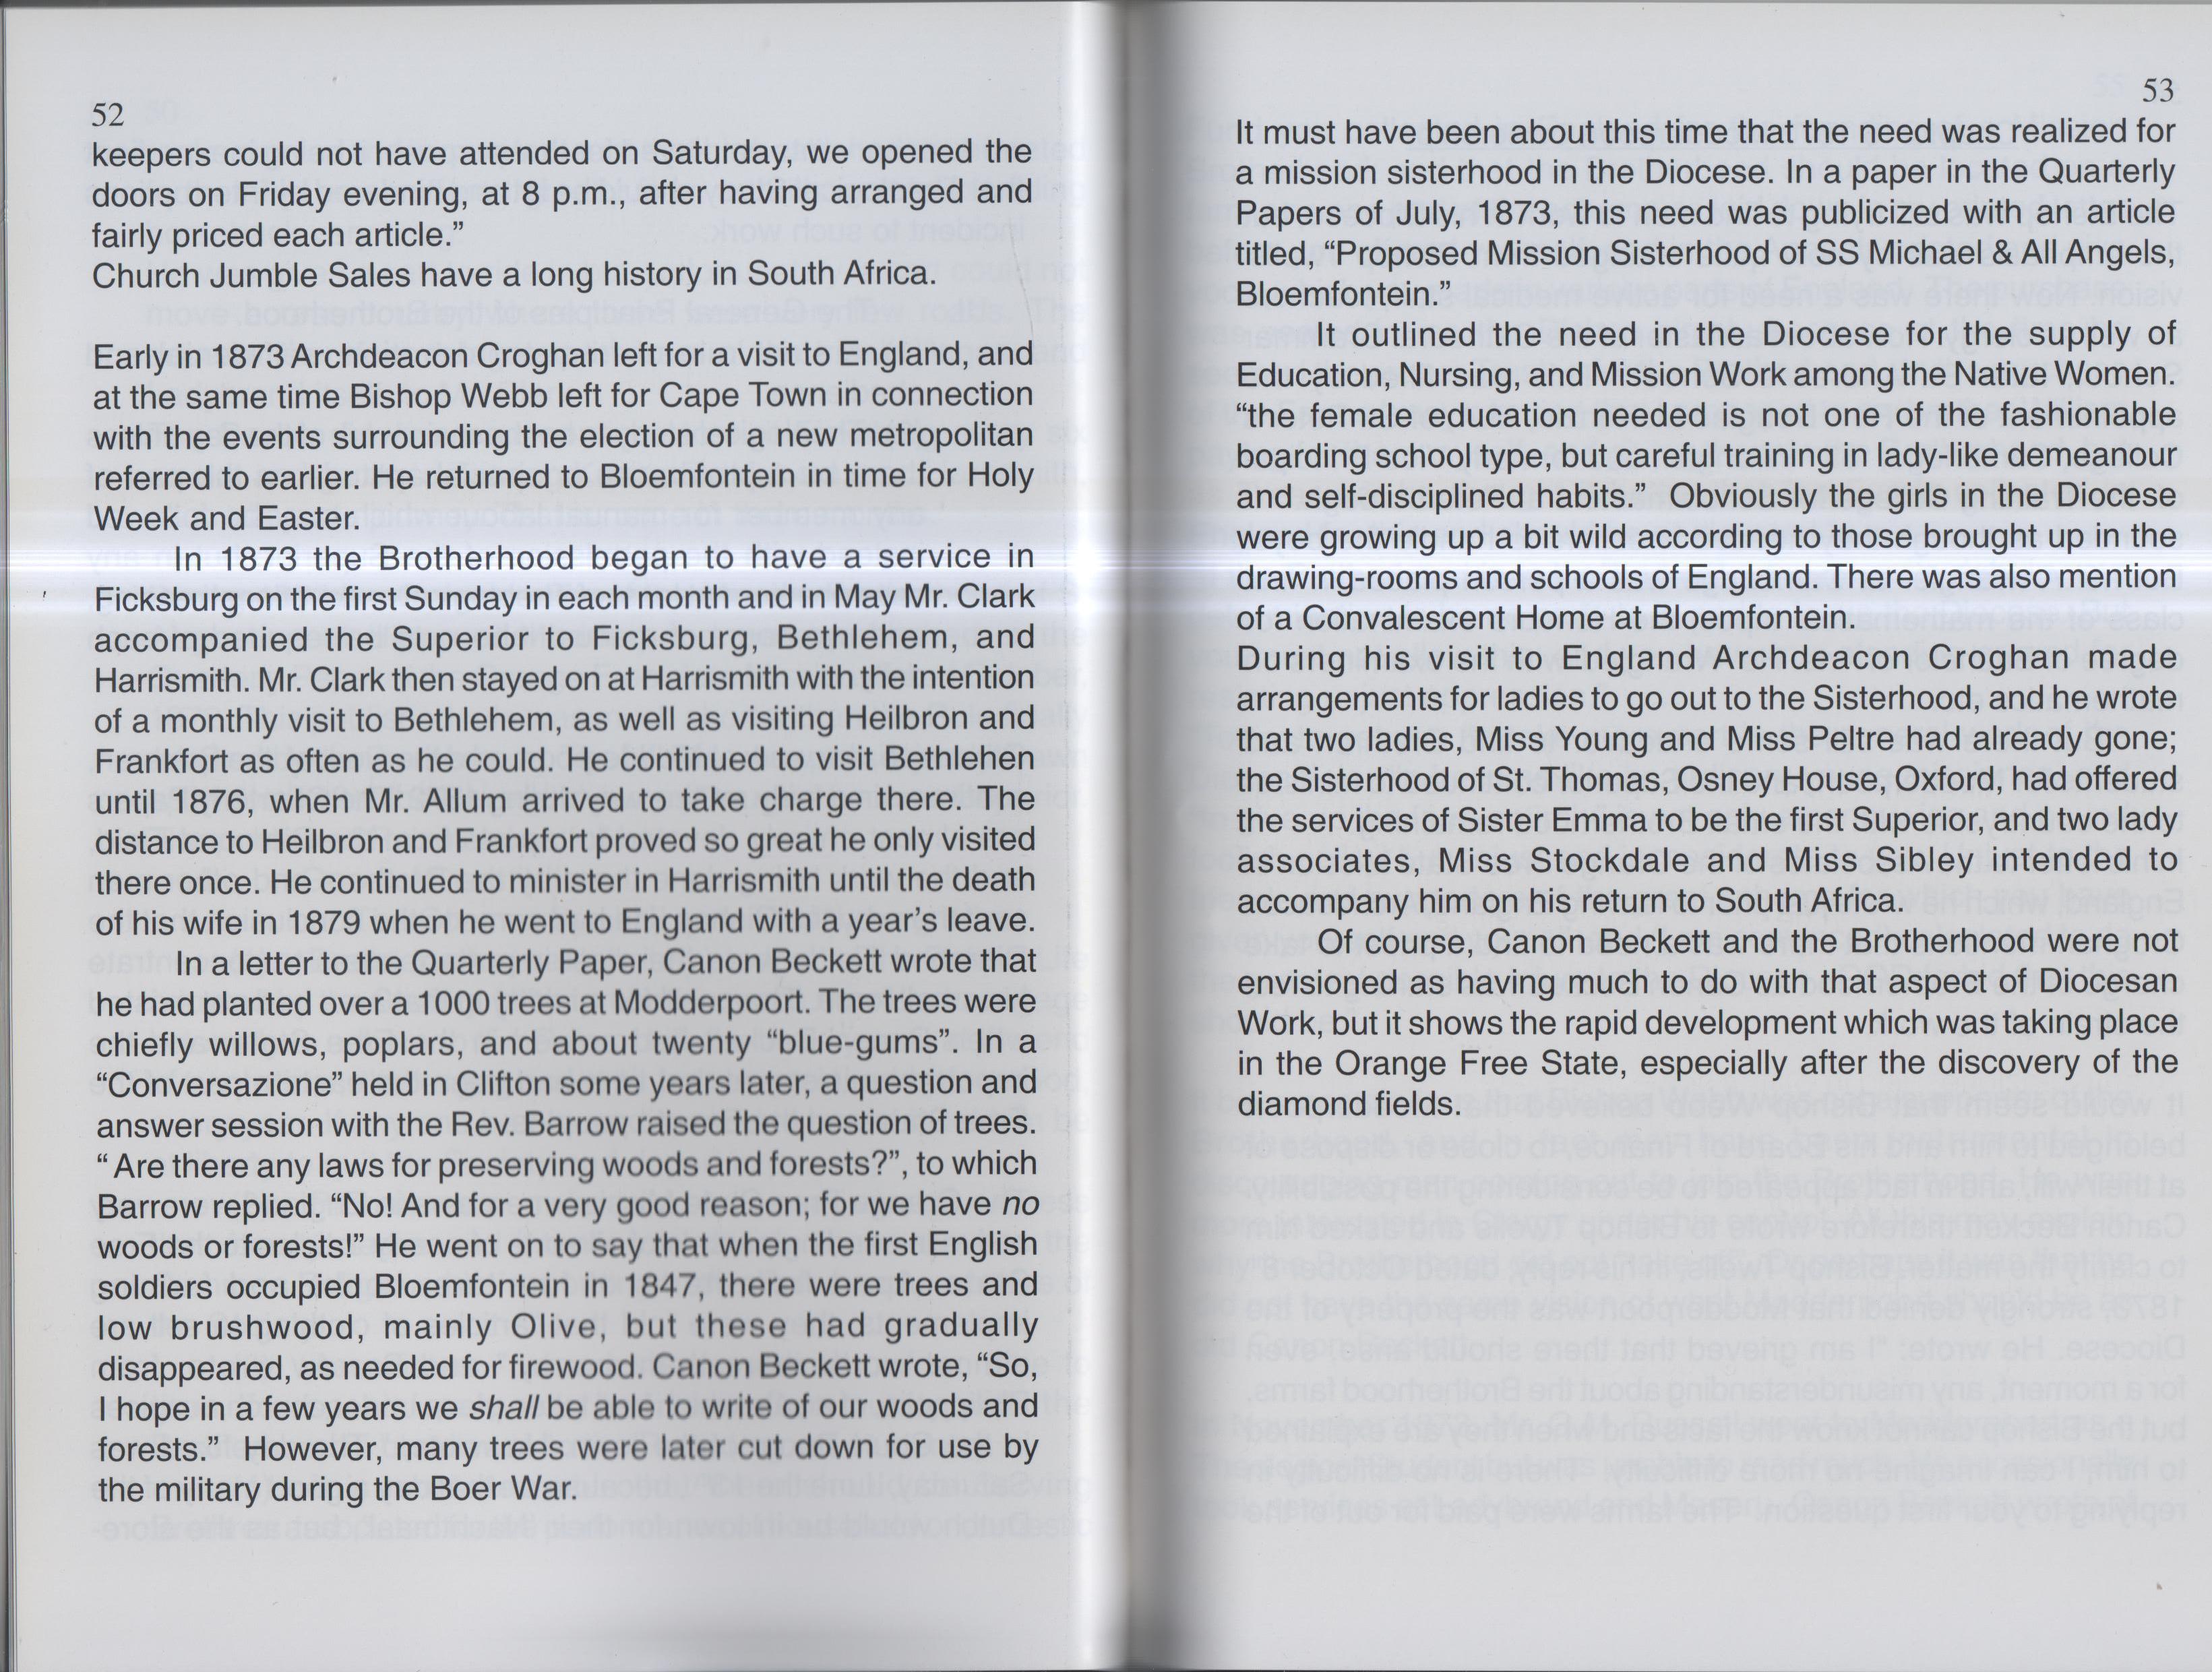 52
keepers could not have attended on Saturday, we opened the
doors on Friday evening, at 8 p.m., after having arranged and
fairly priced each article.”
Church Jumble Sales have a long history in South Africa.
Early in 1873 Archdeacon Croghan left for a visit to England, and
at the same time Bishop Webb left for Cape Town in connection
with the events surrounding the election of a new metropolitan
referred to earlier. He returned to Bloemfontein in time for Holy
Week and Easter.
In 1873 the Brotherhood began to have a service in
Ficksburg on the first Sunday in each month and in May Mr. Clark
accompanied the Superior to Ficksburg, Bethlehem, and
Harrismith. Mr. Clark then stayed on at Harrismith with the intention
of a monthly visit to Bethlehem, as well as visiting Heilbron and
Frankfort as often as he could. He continued to visit Bethlehen
until 1876, when Mr. Allum arrived to take charge there. The
distance to Heilbron and Frankfort proved so great he only visited
there once. He continued to minister in Harrismith until the death
of his wife in 1879 when he went to England with a year’s leave.
In a letter to the Quarterly Paper, Canon Beckett wrote that
he had planted over a 1000 trees at Modderpoort. The trees were
chiefly willows, poplars, and about twenty “blue-gums”. In a
“Conversazione” held in Clifton some years later, a question and
answer session with the Rev. Barrow raised the question of trees.
“ Are there any laws for preserving woods and forests?”, to which
Barrow replied. “No! And for a very good reason; for we have no
woods or forests!” He went on to say that when the first English
soldiers occupied Bloemfontein in 1847, there were trees and
low brushwood, mainly Olive, but these had gradually
disappeared, as needed for firewood. Canon Beckett wrote, “So,
I hope in a few years we shall be able to write of our woods and
forests.” However, many trees were later cut down for use by
the military during the Boer War.
53
It must have been about this time that the need was realized for
a mission sisterhood in the Diocese. In a paper in the Quarterly
Papers of July, 1873, this need was publicized with an article
titled, “Proposed Mission Sisterhood of SS Michael & All Angels,
Bloemfontein.”
It outlined the need in the Diocese for the supply of
Education, Nursing, and Mission Work among the Native Women.
“the female education needed is not one of the fashionable
boarding school type, but careful training in lady-like demeanour
and self-disciplined habits.” Obviously the girls in the Diocese
were growing up a bit wild according to those brought up in the
drawing-rooms and schools of England. There was also mention
of a Convalescent Home at Bloemfontein.
During his visit to England Archdeacon Croghan made
arrangements for ladies to go out to the Sisterhood, and he wrote
that two ladies, Miss Young and Miss Peltre had already gone;
the Sisterhood of St. Thomas, Osney House, Oxford, had offered
the services of Sister Emma to be the first Superior, and two lady
associates, Miss Stockdale and Miss Sidley intended to
accompany him on his return to South Africa.
Of course, Canon Beckett and the Brotherhood were not
envisioned as having much to do with that aspect of Diocesan
Work, but it shows the rapid development which was taking place
in the Orange Free State, especially after the discovery of the
diamond fields.